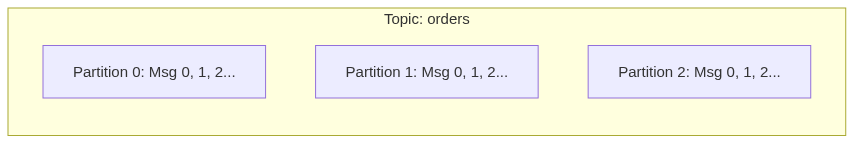 Topic: orders
Partition 0: Msg 0, 1, 2...
Partition 1: Msg 0, 1, 2...
Partition 2: Msg 0, 1, 2...